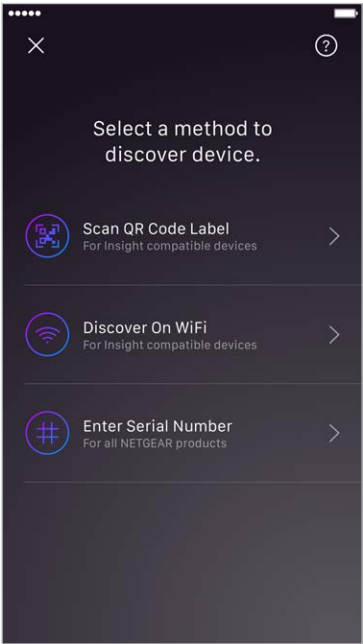 Select a method to
discover device.
Scan QR Code Label
For Insight compatible devices
Discover On WiFi
For Insight compatible devices
Enter Serial Number
For all NETGEAR products